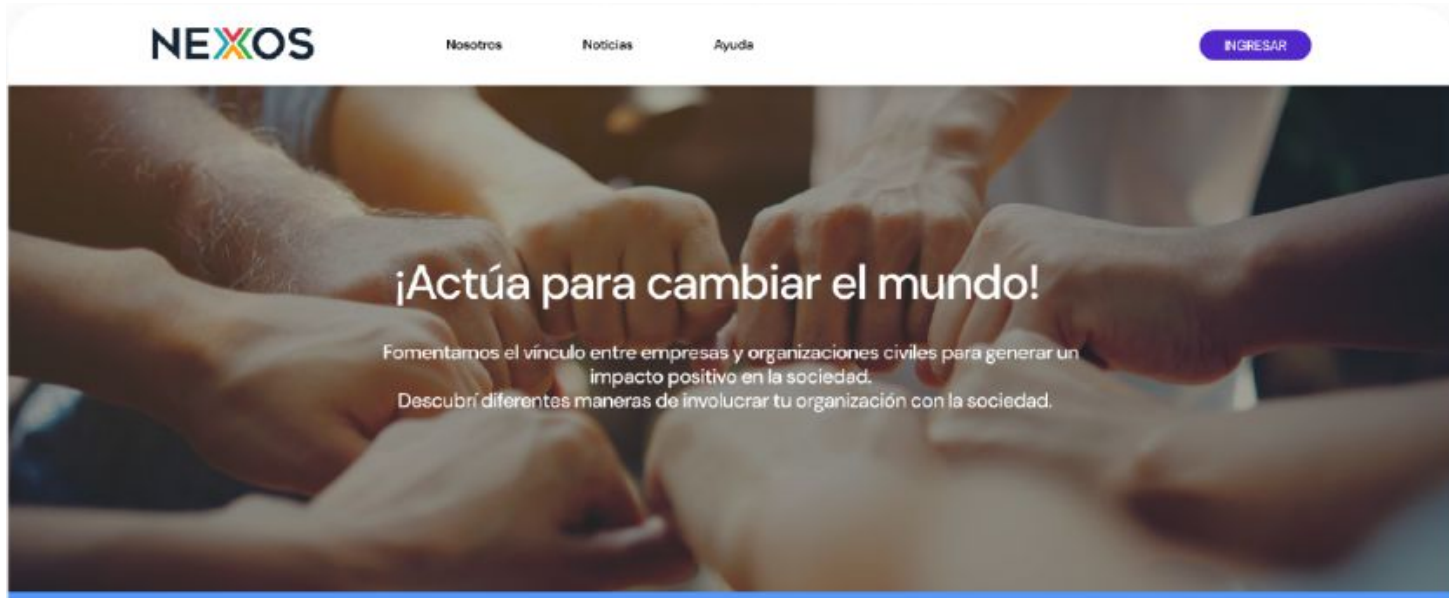 NEXOS
Nosotros
Noticias
Ayuda
INGRESAR
¡Actúa para cambiar el mundo!
Fomentamos el vínculo entre empresas y organizaciones civiles para generar un
impacto positivo en la sociedad.
Descubrí diferentes maneras de involucrar tu organización con la sociedad.